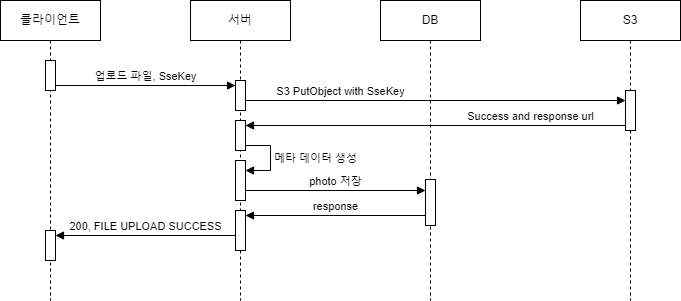 클라이언트
서버
DB
S3
업로드 파일, SseKey
S3 PutObject with SseKey
Success and response url
메타 데이터 생성
photo 저장
response
200, FILE UPLOAD SUCCESS